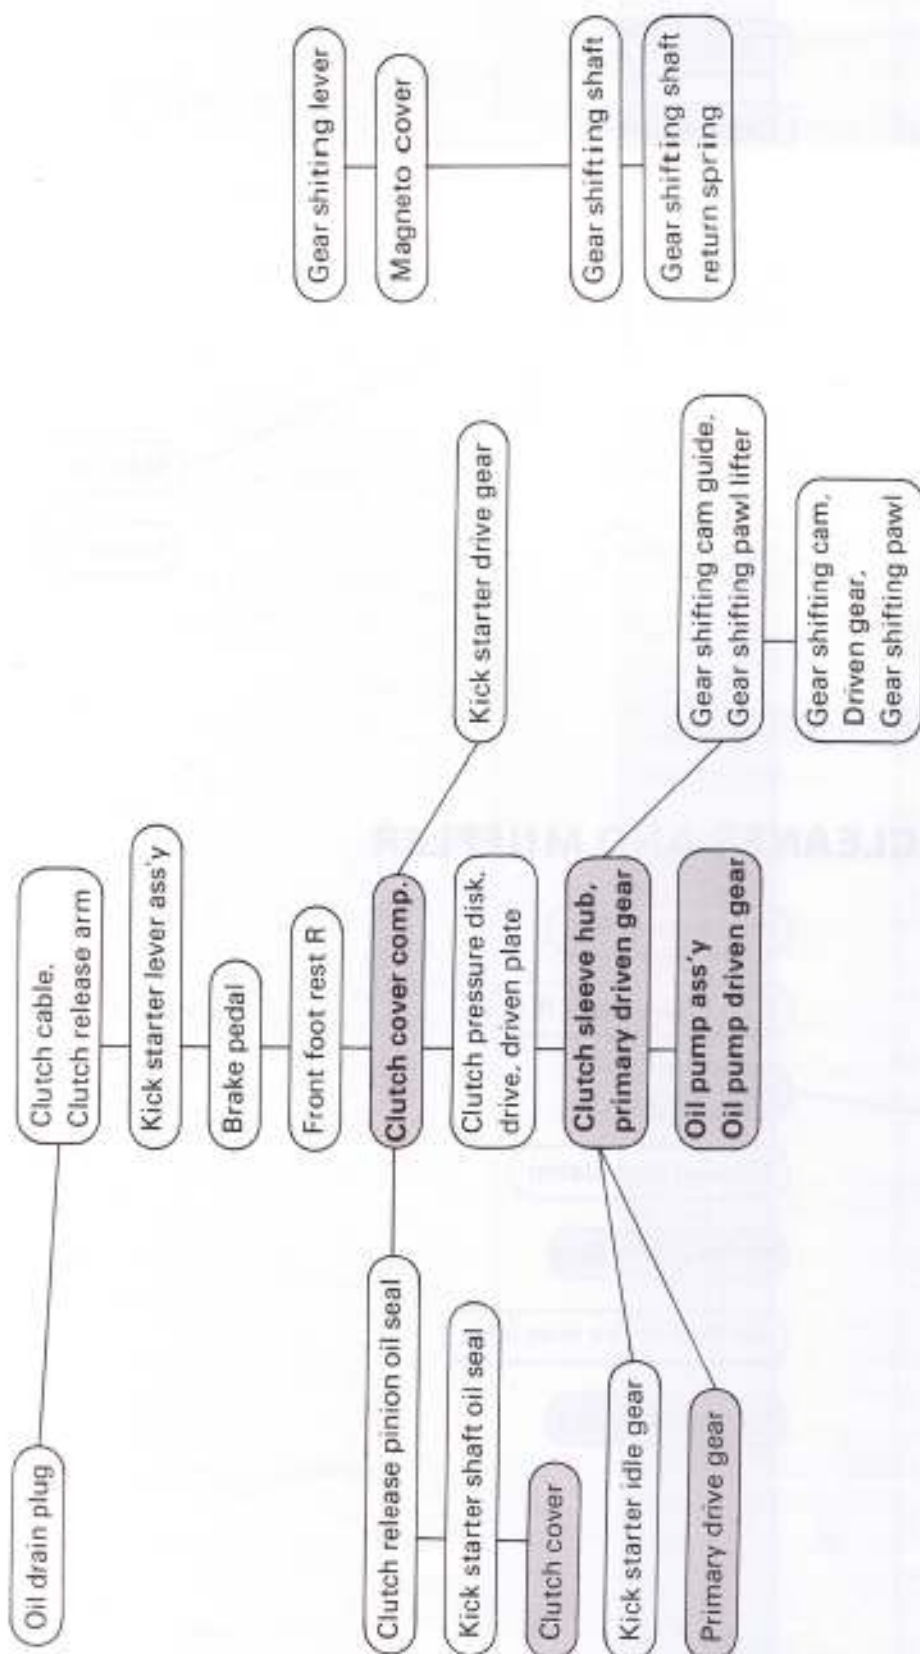 Oil drain plug
Clutch cable,
Clutch release arm
Kick starter lever ass'y
Brake pedal
Front foot rest R
Clutch cover comp.
Clutch pressure disk,
drive, driven plate
Clutch sleeve hub,
primary driven gear
Oil pump ass'y
Oil pump driven gear
Clutch release pinion oil seal
Kick starter shaft oil seal
Clutch cover
Kick starter idle gear
Primary drive gear
Kick starter drive gear
Gear shifting cam guide,
Gear shifting pawl lifter
Gear shifting cam,
Driven gear,
Gear shifting pawl
Gear shiting lever
Magneto cover
Gear shifting shaft
Gear shifting shaft
return spring